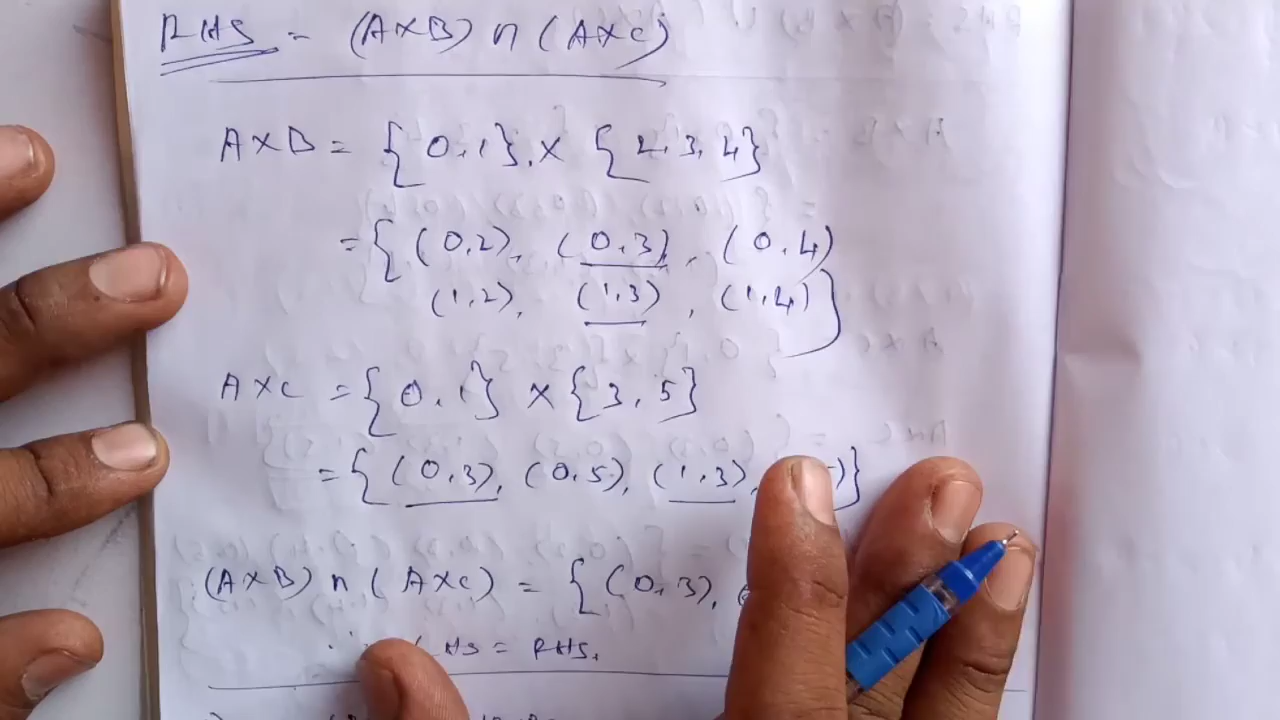 RHS = (A×B) n (A×C)
A×B = {0,1} × {2,3,4}
= {(0,2), (0,3), (0,4)
(1,2), (1,3), (1,4)}
A×C = {0,1} × {3,5}
= {(0,3), (0,5), (1,3), )}
(A×B) n (A×C) = {(0,3),
LHS = RHS.